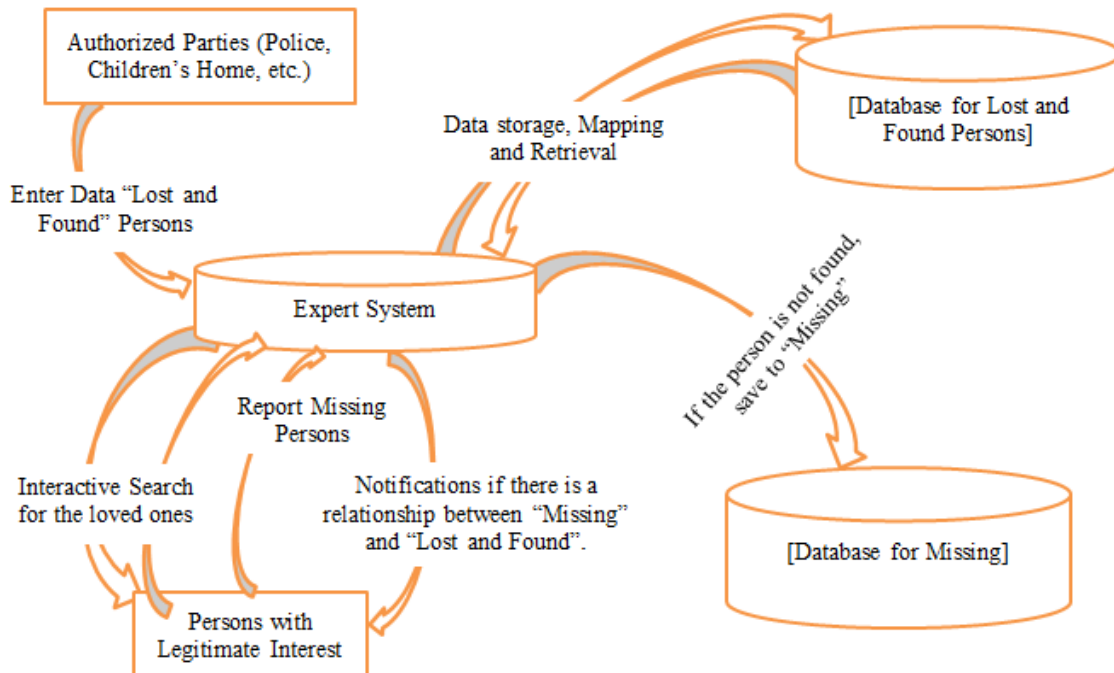 Authorized Parties (Police,
Children’s Home, etc.)
[Database for Lost and
Found Persons]
Data storage, Mapping
and Retrieval
Enter Data “Lost and
Found” Persons
Expert System
If the person is not found,
save to “Missing”
Report Missing
Persons
Interactive Search
for the loved ones
Notifications if there is a
relationship between “Missing”
and “Lost and Found”.
[Database for Missing]
Persons with
Legitimate Interest